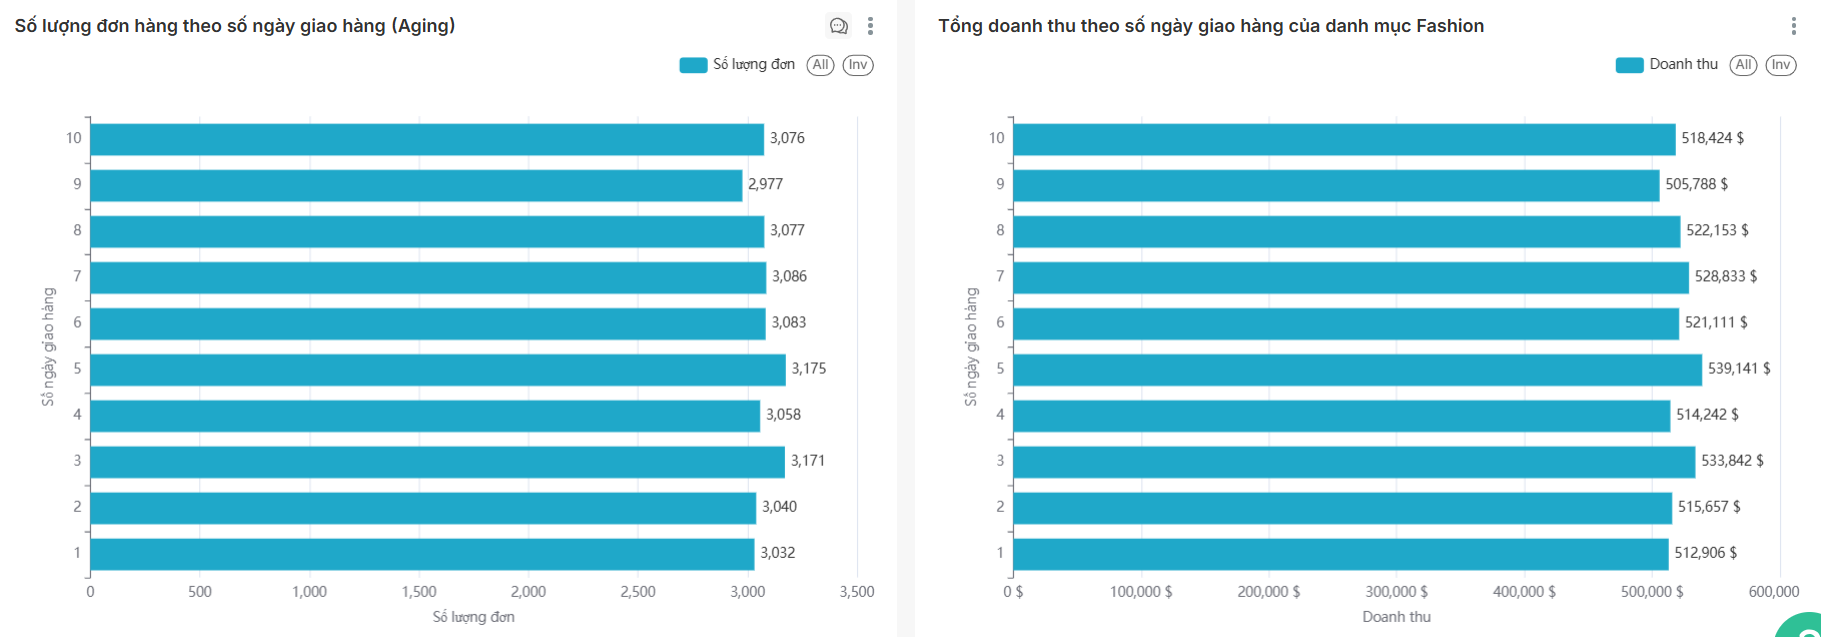 Số lượng đơn hàng theo số ngày giao hàng (Aging)
Số lượng đơn All Inv
10 3,076
9 2,977
8 3,077
7 3,086
6 3,083
5 3,175
4 3,058
3 3,171
2 3,040
1 3,032
Số ngày giao hàng
0 500 1,000 1,500 2,000 2,500 3,000 3,500
Số lượng đơn
Tổng doanh thu theo số ngày giao hàng của danh mục Fashion
Doanh thu All Inv
10 518,424 $
9 505,788 $
8 522,153 $
7 528,833 $
6 521,111 $
5 539,141 $
4 514,242 $
3 533,842 $
2 515,657 $
1 512,906 $
Số ngày giao hàng
0 $ 100,000 $ 200,000 $ 300,000 $ 400,000 $ 500,000 $ 600,000
Doanh thu